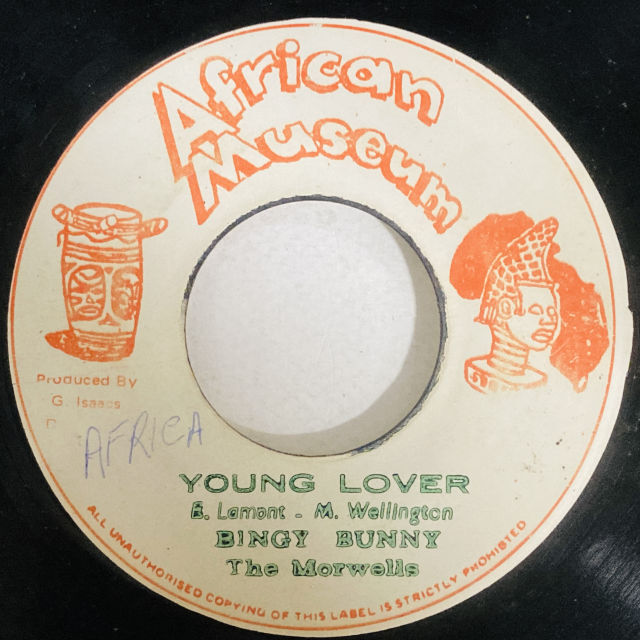 African
Museum
Produced By
G. Isaacs
AFRICA
YOUNG LOVER
B. Lamont - M. Wellington
BINGY BUNNY
The Morwells
ALL UNAUTHORISED COPYING OF THIS LABEL IS STRICTLY PROHIBITED